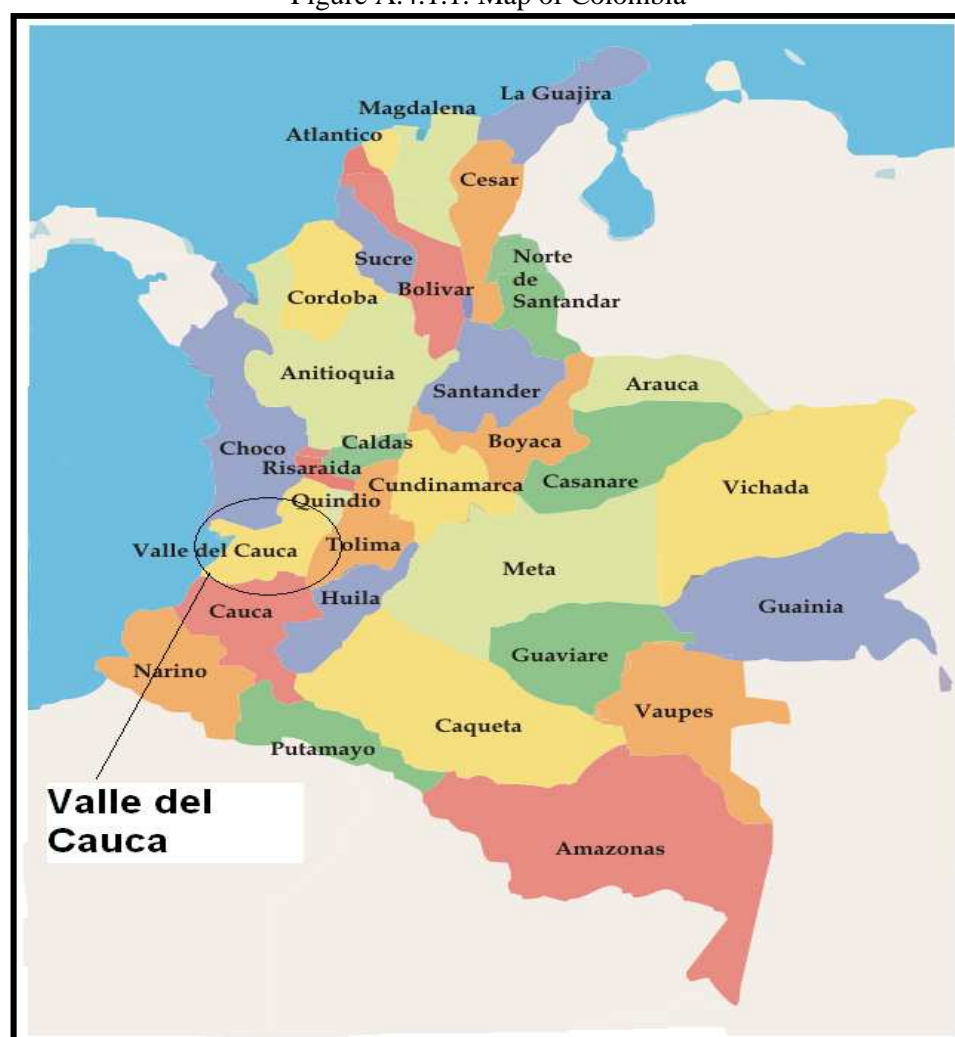 Figure A.4.1.1: Map of Colombia
La Guajira
Magdalena
Atlantico
Cesar
Sucre
Norte
de
Santandar
Bolivar
Cordoba
Anitioquia
Santander
Arauca
Choco
Caldas
Boyaca
Risaraida
Cundinamarca
Casanare
Vichada
Quindio
Valle del Cauca
Tolima
Meta
Huila
Cauca
Guainia
Guaviare
Narino
Vaupes
Caqueta
Putamayo
Valle del
Cauca
Amazonas